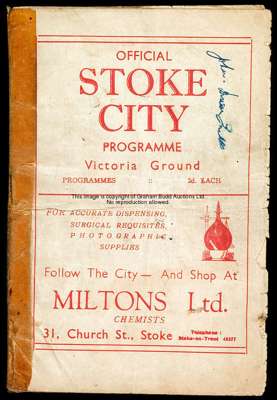 OFFICIAL
STOKE
CITY
PROGRAMME
Victoria Ground
PROGRAMMES : : 2d. EACH
This image is copyright of Graham Budd Auctions Ltd.
No reproduction allowed.
FOR ACCURATE DISPENSING,
SURGICAL REQUISITES,
PHOTOGRAPHIC
SUPPLIES
Follow The City — And Shop At
MILTONS Ltd.
CHEMISTS
31, Church St., Stoke
Telephone :
Stoke-on-Trent